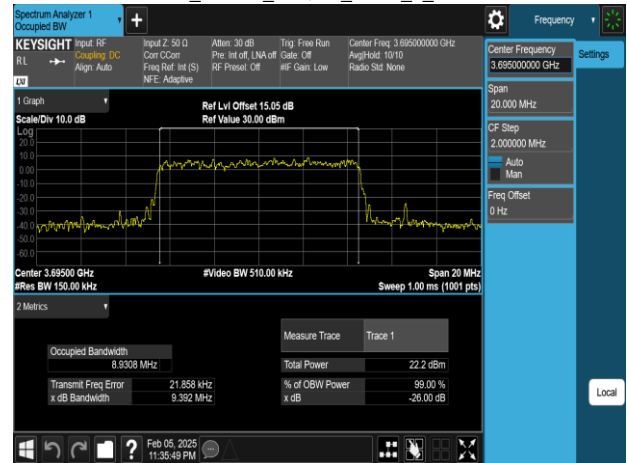 Spectrum Analyzer 1
Occupied BW
Frequency
KEYSIGHT
RL
LXI
Input: RF
Coupling: DC
Align: Auto
Input Z: 50 Ω
Corr CCorr
Freq Ref: Int (S)
NFE: Adaptive
Atten: 30 dB
Pre: Int off, LNA off
RF Presel: Off
Trig: Free Run
Gate: Off
#IF Gain: Low
Center Freq: 3.695000000 GHz
Avg|Hold: 10/10
Radio Std: None
Center Frequency
3.695000000 GHz
Settings
Span
20.000 MHz
CF Step
2.000000 MHz
Auto
Man
Freq Offset
0 Hz
1 Graph
Scale/Div 10.0 dB
Ref Lvl Offset 15.05 dB
Ref Value 30.00 dBm
Log
20.0
10.0
0.00
-10.0
-20.0
-30.0
-40.0
-50.0
-60.0
Center 3.69500 GHz
#Video BW 510.00 kHz
Span 20 MHz
#Res BW 150.00 kHz
Sweep 1.00 ms (1001 pts)
2 Metrics
Measure Trace Trace 1
Occupied Bandwidth
8.9308 MHz
Total Power 22.2 dBm
Transmit Freq Error 21.858 kHz
% of OBW Power 99.00 %
x dB Bandwidth 9.392 MHz
x dB -26.00 dB
Local
Feb 05, 2025
11:35:49 PM